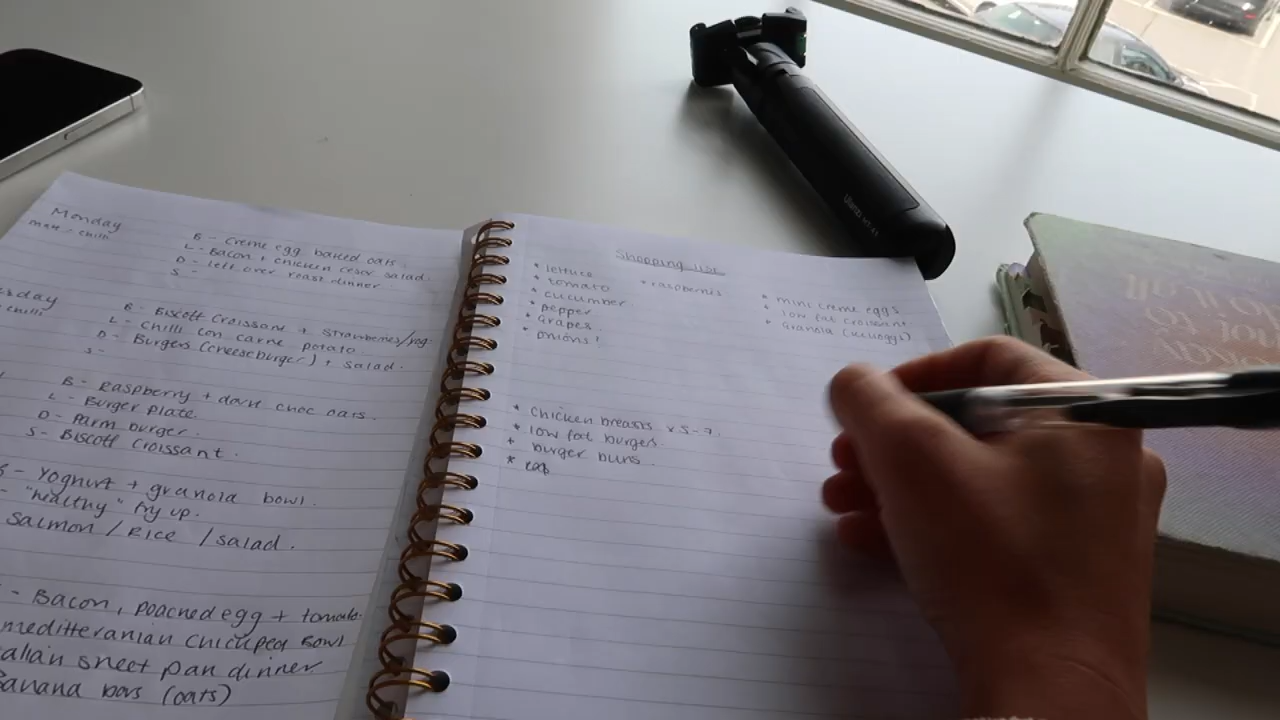 Monday
B - Creme egg baked oats.
L - Bacon + chicken cesar salad.
D - left over roast dinner.
S -
B - Biscoff Croissant + strawberries/yog.
L - Chilli con carne potato.
D - Burgers (cheeseburger) + salad.
S -
B - Raspberry + dark choc oats.
L - Burger plate.
D - Parm burger.
S - Biscoff Croissant.
- Yoghurt + granola bowl.
- "healthy" fry up.
Salmon / Rice / salad.
- Bacon, poached egg + tomato.
mediterranian chickpea bowl
sheet pan dinner
Banana bars (oats)
Shopping list
* lettuce
* tomato
* cucumber
* pepper
* grapes.
* onions!
* raspberries
* mini creme eggs
* low fat croissant
* Granola (kelloggs)
* Chicken breasts x 5-7.
* low fat burgers.
* burger buns.